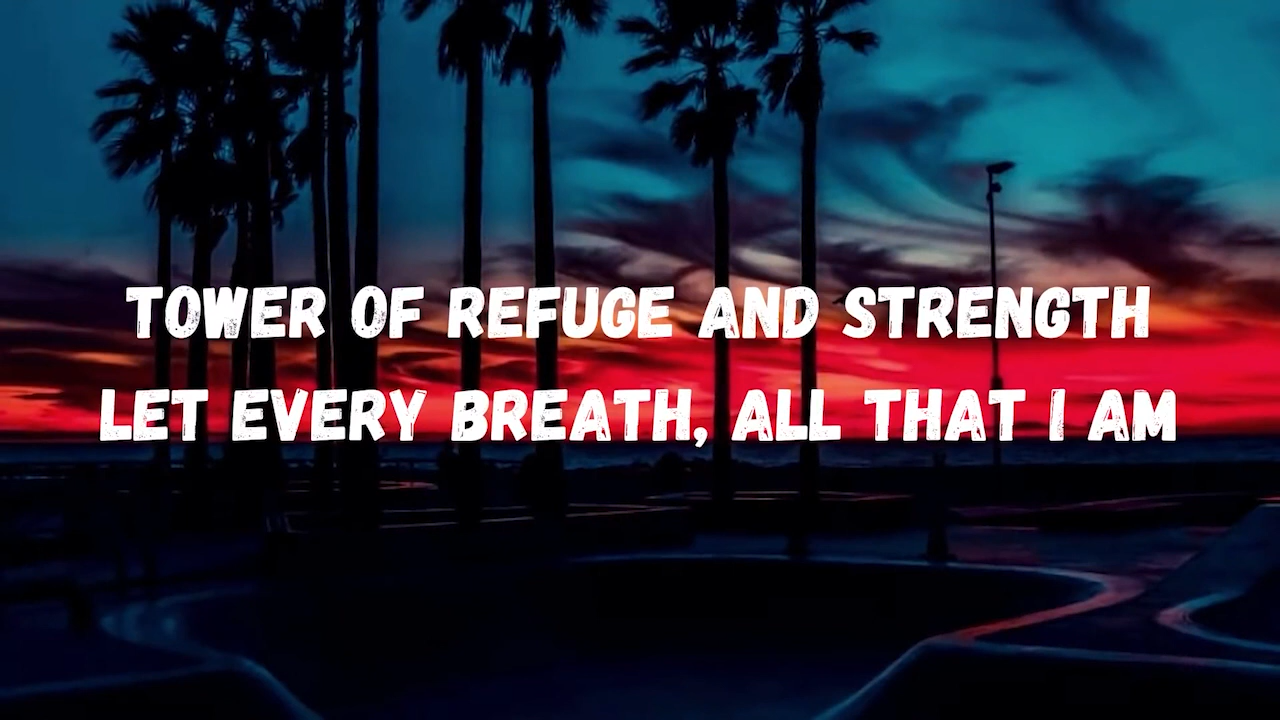 TOWER OF REFUGE AND STRENGTH
LET EVERY BREATH, ALL THAT I AM